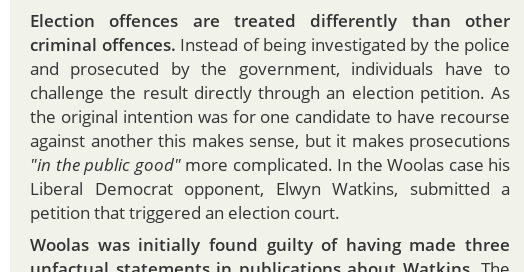 Election offences are treated differently than other
criminal offences. Instead of being investigated by the police
and prosecuted by the government, individuals have to
challenge the result directly through an election petition. As
the original intention was for one candidate to have recourse
against another this makes sense, but it makes prosecutions
"in the public good" more complicated. In the Woolas case his
Liberal Democrat opponent, Elwyn Watkins, submitted a
petition that triggered an election court.
Woolas was initially found guilty of having made three
unfactual statements in publications about Watkins. The